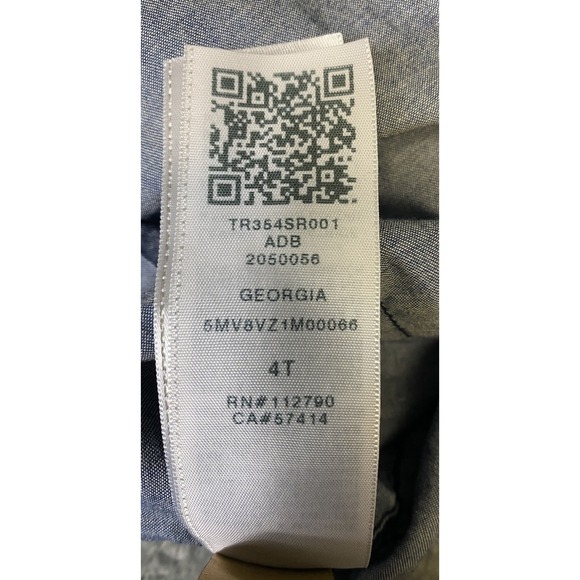 TR354SR001
ADB
2050056
GEORGIA
5MV8VZ1M00066
4T
RN#112790
CA#57414